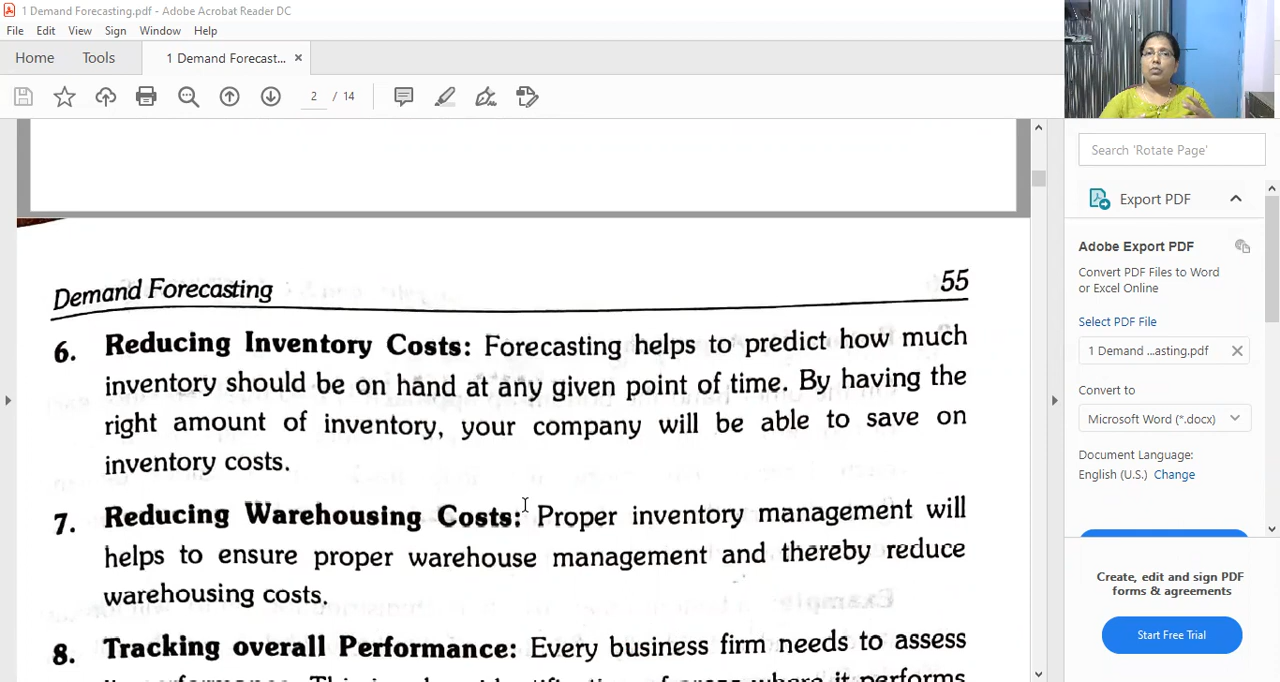 1 Demand Forecasting.pdf - Adobe Acrobat Reader DC
File Edit View Sign Window Help
Home Tools 1 Demand Forecast... ×
2 / 14
Search 'Rotate Page'
Export PDF
Adobe Export PDF
Convert PDF Files to Word
or Excel Online
Select PDF File
1 Demand ...asting.pdf
Convert to
Microsoft Word (*.docx)
Document Language:
English (U.S.) Change
Create, edit and sign PDF
forms & agreements
Start Free Trial
Demand Forecasting 55
6. Reducing Inventory Costs: Forecasting helps to predict how much
inventory should be on hand at any given point of time. By having the
right amount of inventory, your company will be able to save on
inventory costs.
7. Reducing Warehousing Costs: Proper inventory management will
helps to ensure proper warehouse management and thereby reduce
warehousing costs.
8. Tracking overall Performance: Every business firm needs to assess